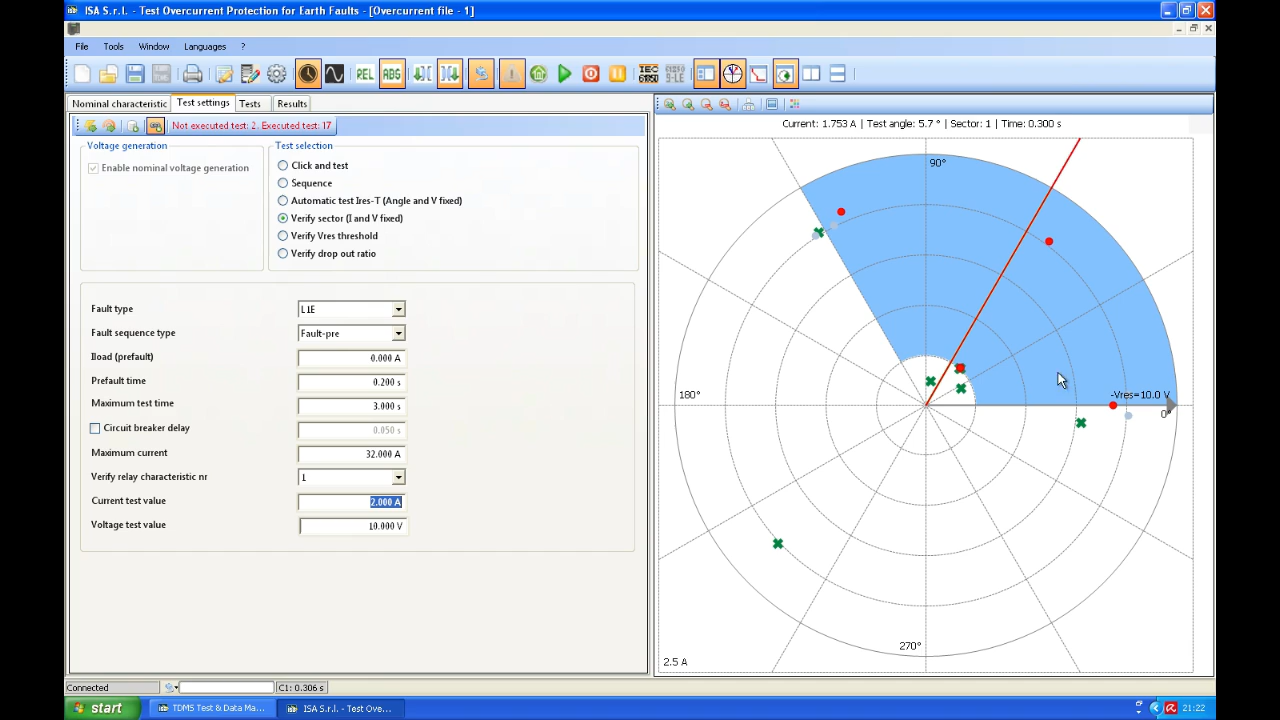 ISA S.r.l. - Test Overcurrent Protection for Earth Faults - [Overcurrent file - 1]
File Tools Window Languages ?
REL ABS IEC 61850
Nominal characteristic Test settings Tests Results
Not executed test: 2. Executed test: 17
Voltage generation
Enable nominal voltage generation
Test selection
Click and test
Sequence
Automatic test Ires-T (Angle and V fixed)
Verify sector (I and V fixed)
Verify Vres threshold
Verify drop out ratio
Fault type L1E
Fault sequence type Fault-pre
Iload (prefault) 0.000 A
Prefault time 0.200 s
Maximum test time 3.000 s
Circuit breaker delay 0.050 s
Maximum current 32.000 A
Verify relay characteristic nr 1
Current test value 2.000 A
Voltage test value 10.000 V
Current: 1.753 A | Test angle: 5.7 ° | Sector: 1 | Time: 0.300 s
90°
180°
-Vres=10.0 V
0°
270°
2.5 A
Connected C1: 0.306 s
start TDMS Test & Data Ma... ISA S.r.l. - Test Ove... 21:22